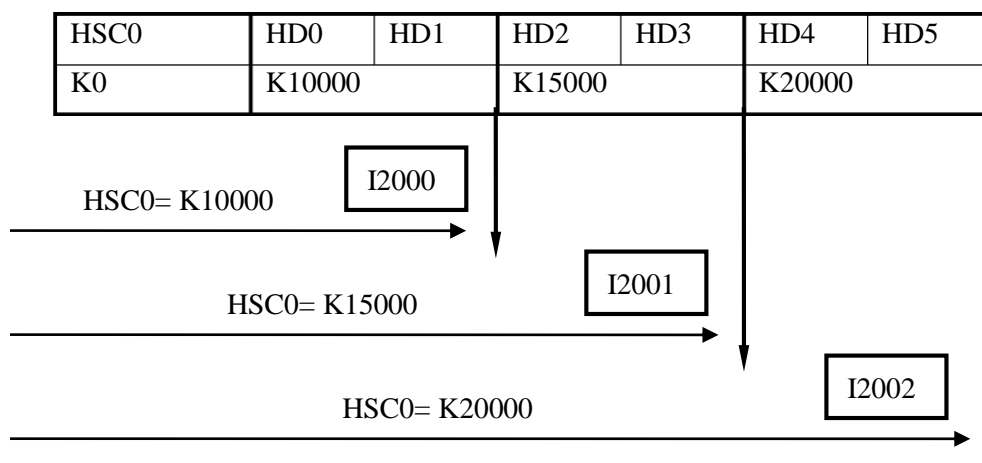 HSC0 HD0 HD1 HD2 HD3 HD4 HD5
K0 K10000 K15000 K20000
I2000
HSC0= K10000
I2001
HSC0= K15000
I2002
HSC0= K20000